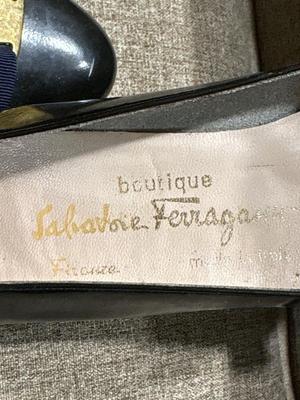 boutique
Salvatore Ferragamo
Firenze made in Italy